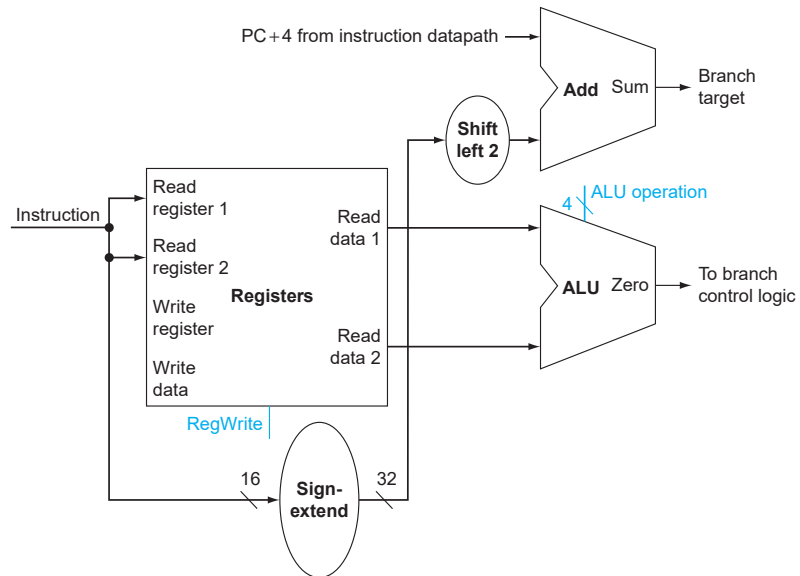 PC+4 from instruction datapath
Add
Sum
Branch
target
Shift
left 2
Instruction
Read
register 1
Read
register 2
Write
register
Write
data
Registers
Read
data 1
Read
data 2
RegWrite
4
ALU operation
ALU
Zero
To branch
control logic
16
Sign-
extend
32